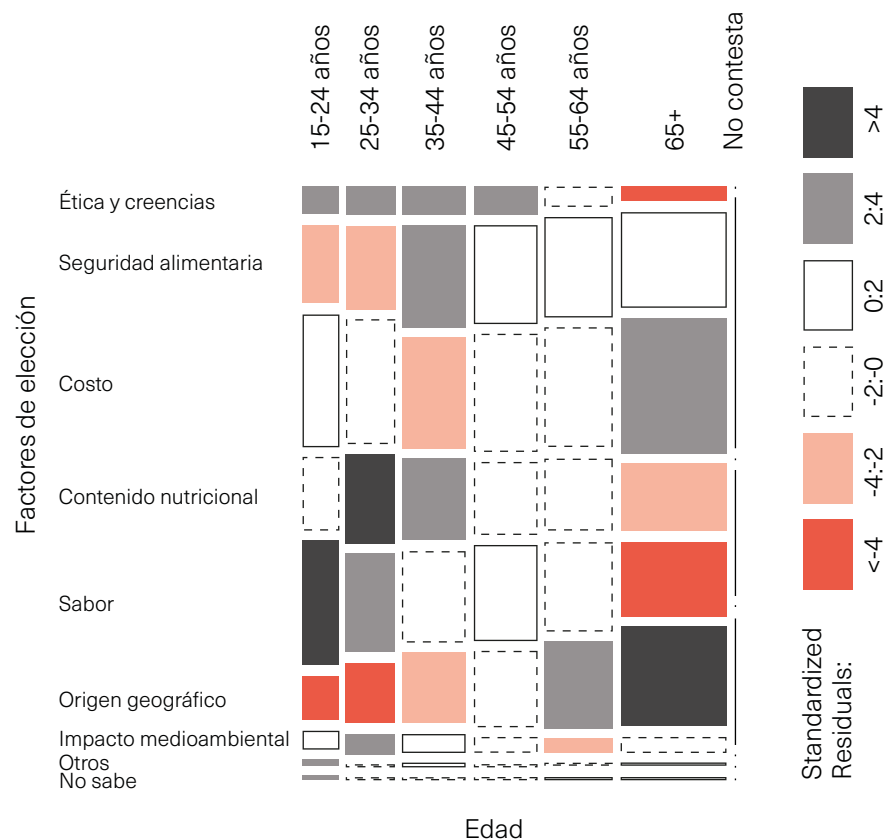 15-24 años
25-34 años
35-44 años
45-54 años
55-64 años
65+
No contesta
Factores de elección
Ética y creencias
Seguridad alimentaria
Costo
Contenido nutricional
Sabor
Origen geográfico
Impacto medioambiental
Otros
No sabe
Edad
>4
2:4
0:2
-2:-0
-4:-2
<-4
Standardized
Residuals: